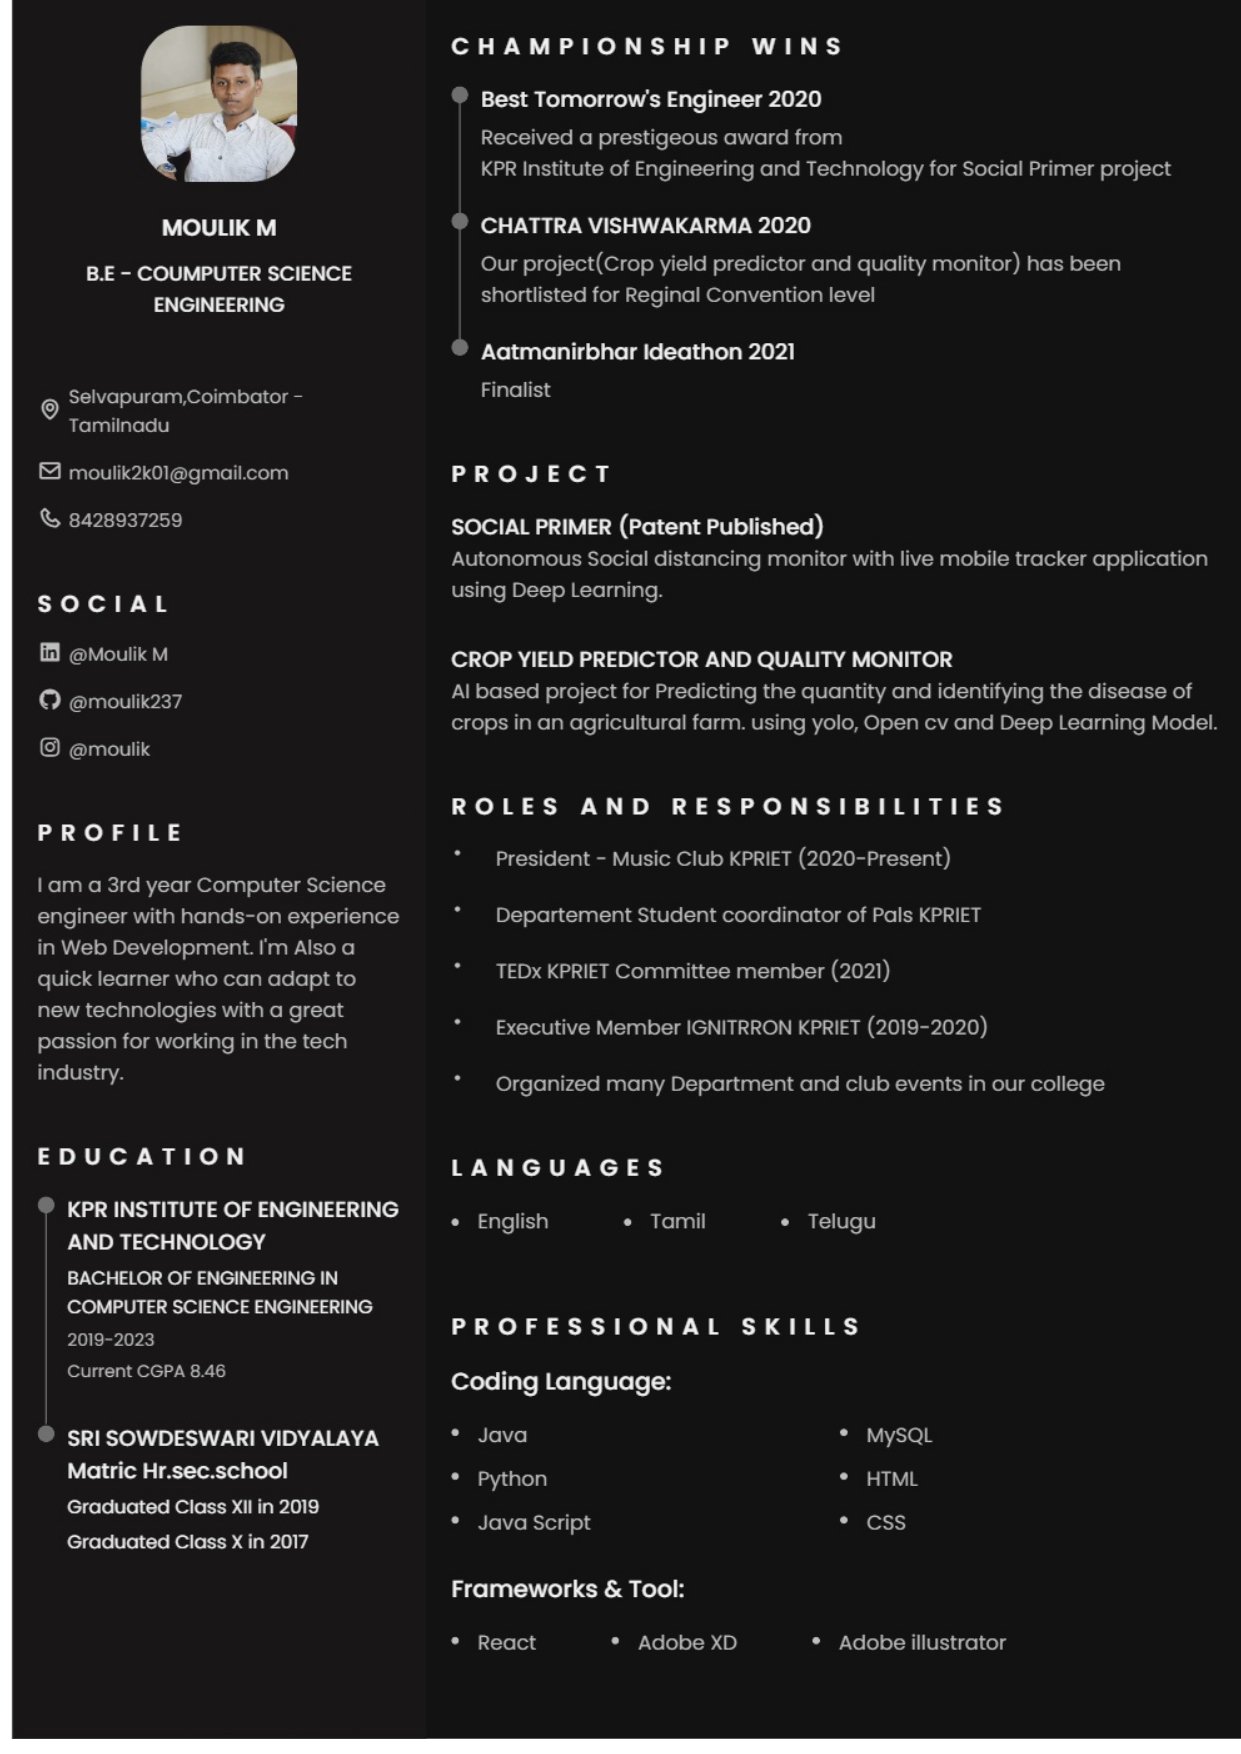 MOULIK M
B.E - COUMPUTER SCIENCE
ENGINEERING
Selvapuram,Coimbator -
Tamilnadu
moulik2k01@gmail.com
8428937259
SOCIAL
@Moulik M
@moulik237
@moulik
PROFILE
I am a 3rd year Computer Science
engineer with hands-on experience
in Web Development. I'm Also a
quick learner who can adapt to
new technologies with a great
passion for working in the tech
industry.
EDUCATION
KPR INSTITUTE OF ENGINEERING
AND TECHNOLOGY
BACHELOR OF ENGINEERING IN
COMPUTER SCIENCE ENGINEERING
2019-2023
Current CGPA 8.46
SRI SOWDESWARI VIDYALAYA
Matric Hr.sec.school
Graduated Class XII in 2019
Graduated Class X in 2017
CHAMPIONSHIP WINS
Best Tomorrow's Engineer 2020
Received a prestigeous award from
KPR Institute of Engineering and Technology for Social Primer project
CHATTRA VISHWAKARMA 2020
Our project(Crop yield predictor and quality monitor) has been
shortlisted for Reginal Convention level
Aatmanirbhar Ideathon 2021
Finalist
PROJECT
SOCIAL PRIMER (Patent Published)
Autonomous Social distancing monitor with live mobile tracker application
using Deep Learning.
CROP YIELD PREDICTOR AND QUALITY MONITOR
AI based project for Predicting the quantity and identifying the disease of
crops in an agricultural farm. using yolo, Open cv and Deep Learning Model.
ROLES AND RESPONSIBILITIES
• President - Music Club KPRIET (2020-Present)
• Departement Student coordinator of Pals KPRIET
• TEDx KPRIET Committee member (2021)
• Executive Member IGNITRRON KPRIET (2019-2020)
• Organized many Department and club events in our college
LANGUAGES
• English • Tamil • Telugu
PROFESSIONAL SKILLS
Coding Language:
• Java • MySQL
• Python • HTML
• Java Script • CSS
Frameworks & Tool:
• React • Adobe XD • Adobe illustrator